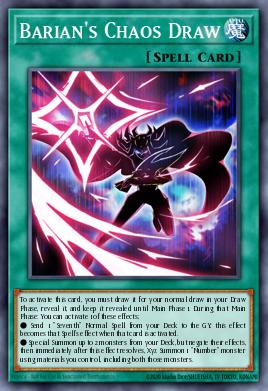 Barian's Chaos Draw 魔
[Spell Card]
To activate this card, you must draw it for your normal draw in your Draw
Phase, reveal it and keep it revealed until Main Phase 1. During that Main
Phase: You can activate 1 of these effects;
● Send 1 "Seventh" Normal Spell from your Deck to the GY; this effect
becomes that Spell's effect when that card is activated.
● Special Summon up to 2 monsters from your Deck, but negate their effects,
then immediately after this effect resolves, Xyz Summon 1 "Number" monster
using materials you control, including both those monsters.